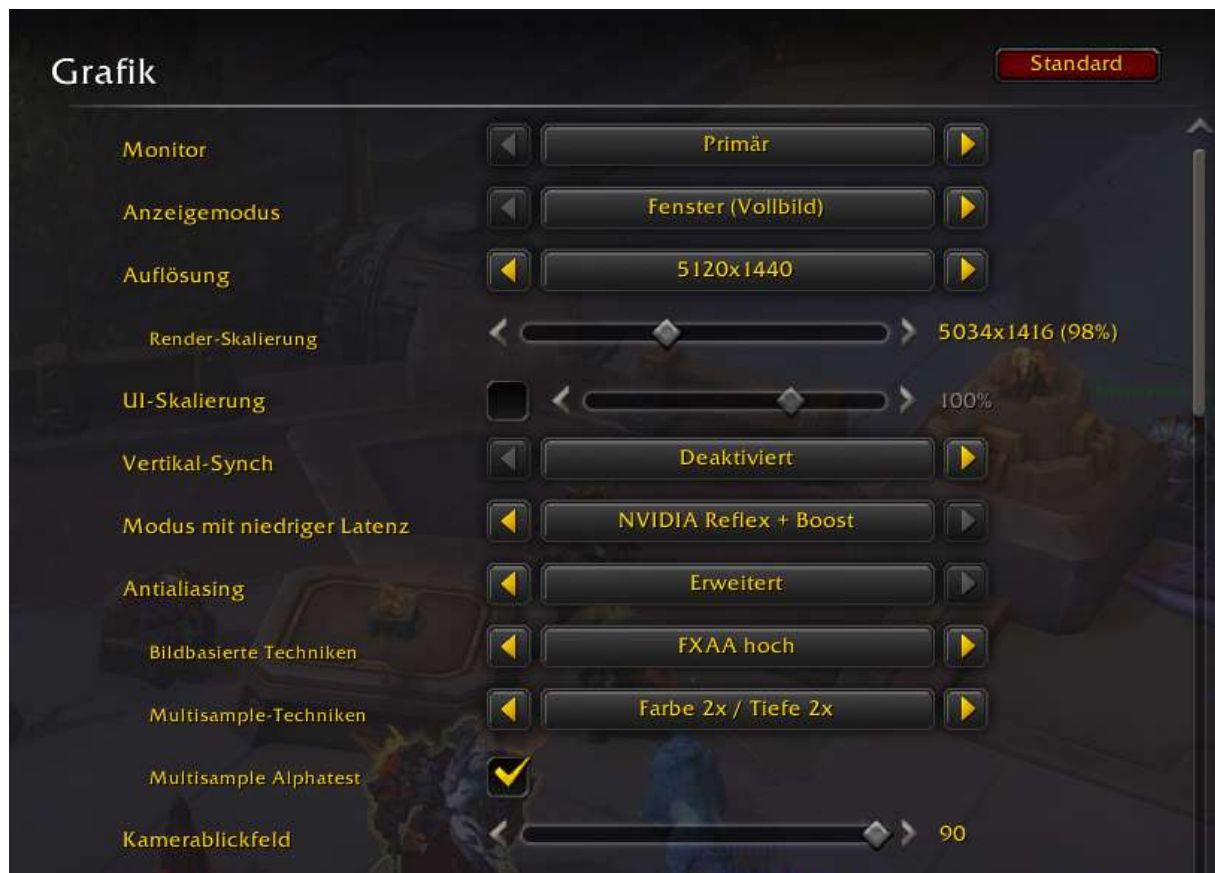 Grafik
Standard
Monitor
Primär
Anzeigemodus
Fenster (Vollbild)
Auflösung
5120x1440
Render-Skalierung
5034x1416 (98%)
UI-Skalierung
100%
Vertikal-Synch
Deaktiviert
Modus mit niedriger Latenz
NVIDIA Reflex + Boost
Antialiasing
Erweitert
Bildbasierte Techniken
FXAA hoch
Multisample-Techniken
Farbe 2x / Tiefe 2x
Multisample Alphatest
Kamerablickfeld
90